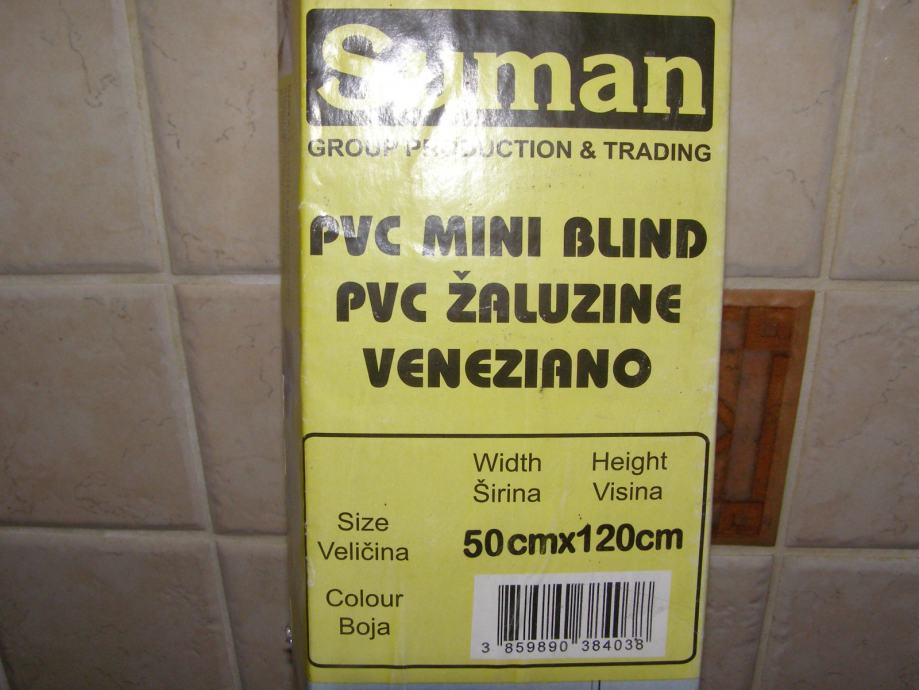 Suman
GROUP PRODUCTION & TRADING
PVC MINI BLIND
PVC ŽALUZINE
VENEZIANO
Width Height
Širina Visina
Size
Veličina
50cmx120cm
Colour
Boja
3 859890 384038